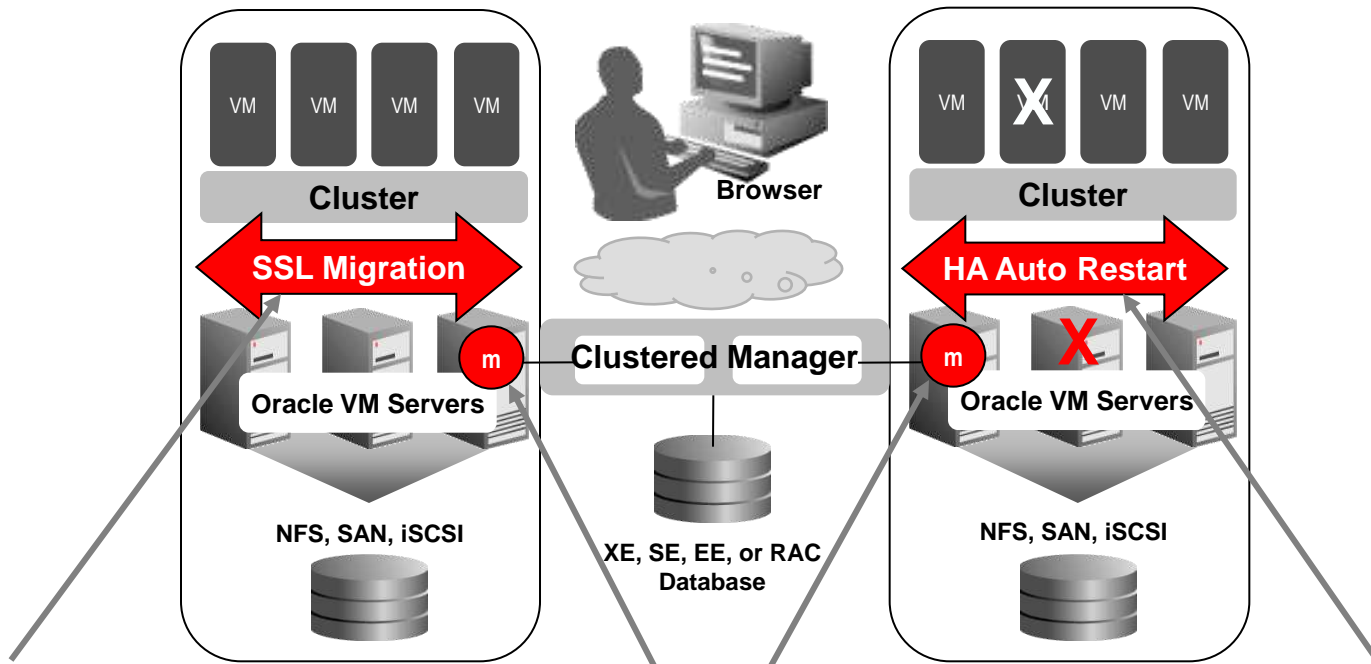 VM VM VM VM
Cluster
SSL Migration
m
Oracle VM Servers
NFS, SAN, iSCSI
Browser
Clustered Manager
XE, SE, EE, or RAC
Database
VM X VM VM
Cluster
HA Auto Restart
m
X
Oracle VM Servers
NFS, SAN, iSCSI